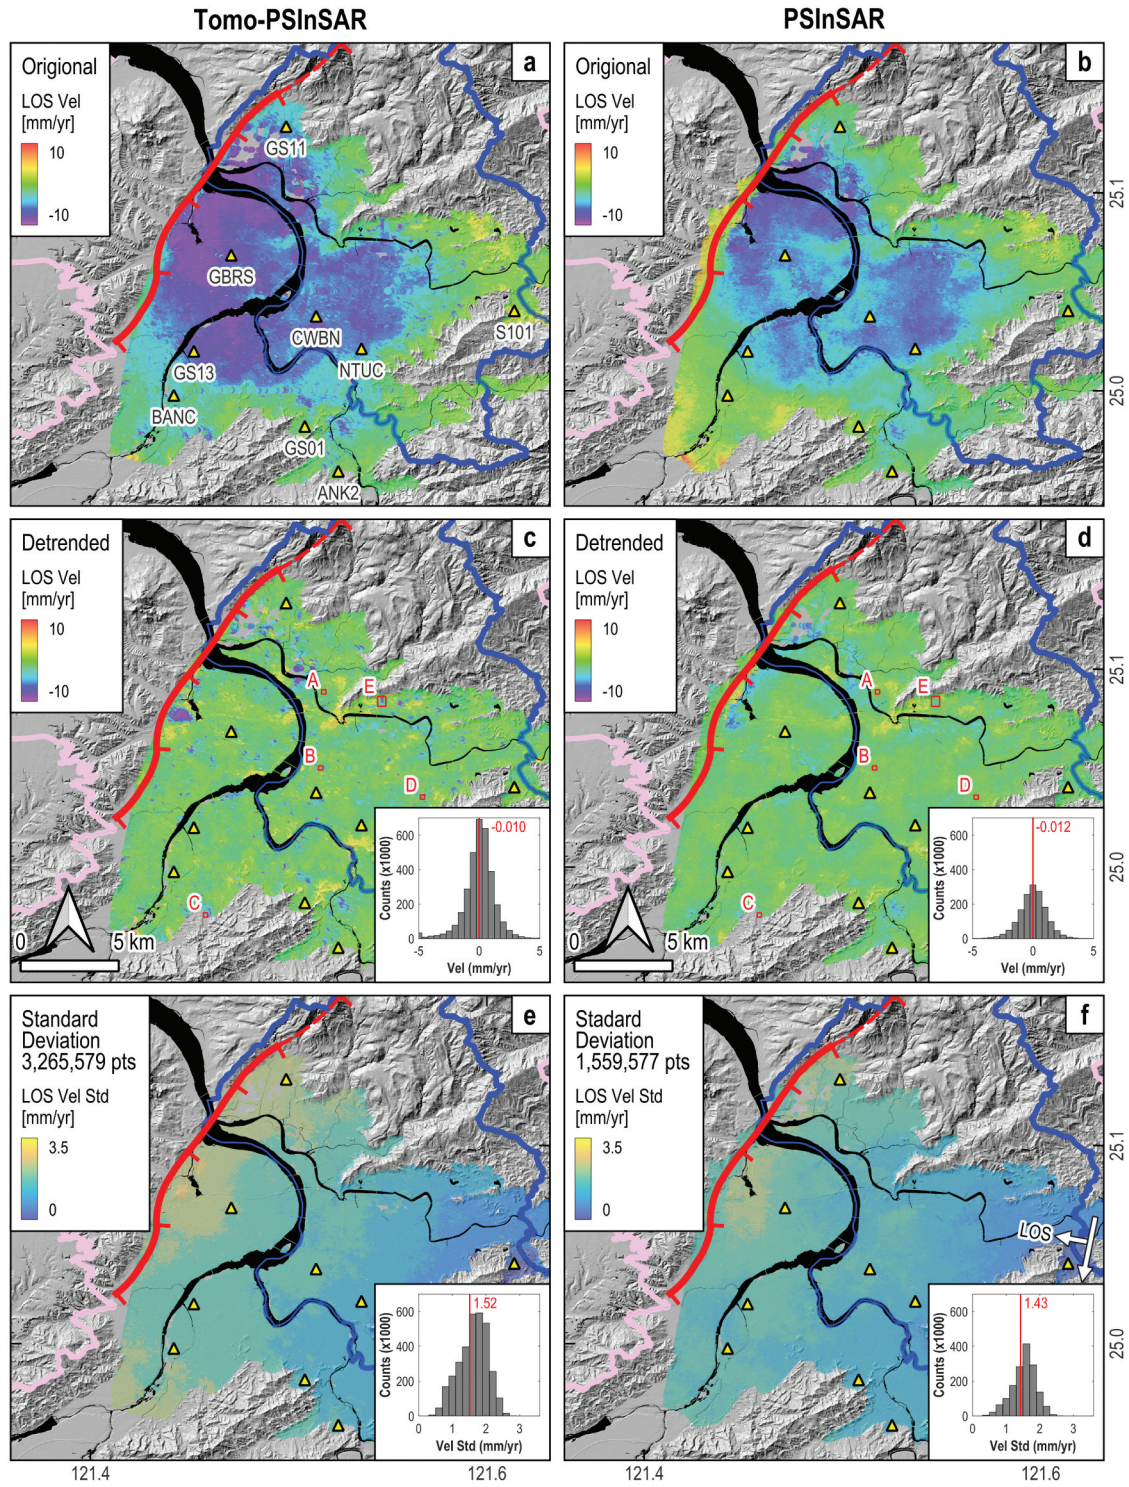 Tomo-PSInSAR
PSInSAR
Origional
LOS Vel
[mm/yr]
10
-10
a
GS11
GBRS
CWBN
S101
GS13
NTUC
BANC
GS01
ANK2
Origional
LOS Vel
[mm/yr]
10
-10
b
25.1
25.0
Detrended
LOS Vel
[mm/yr]
10
-10
c
A
E
B
D
C
0
5 km
-0.010
Counts (x1000)
600
400
200
0
-5
0
5
Vel (mm/yr)
Detrended
LOS Vel
[mm/yr]
10
-10
d
A
E
B
D
C
0
5 km
-0.012
Counts (x1000)
600
400
200
0
-5
0
5
Vel (mm/yr)
25.1
25.0
Standard
Deviation
3,265,579 pts
LOS Vel Std
[mm/yr]
3.5
0
e
1.52
Counts (x1000)
600
400
200
0
0
1
2
3
Vel Std (mm/yr)
Stadard
Deviation
1,559,577 pts
LOS Vel Std
[mm/yr]
3.5
0
f
LOS
1.43
Counts (x1000)
600
400
200
0
0
1
2
3
Vel Std (mm/yr)
25.1
25.0
121.4
121.6
121.4
121.6